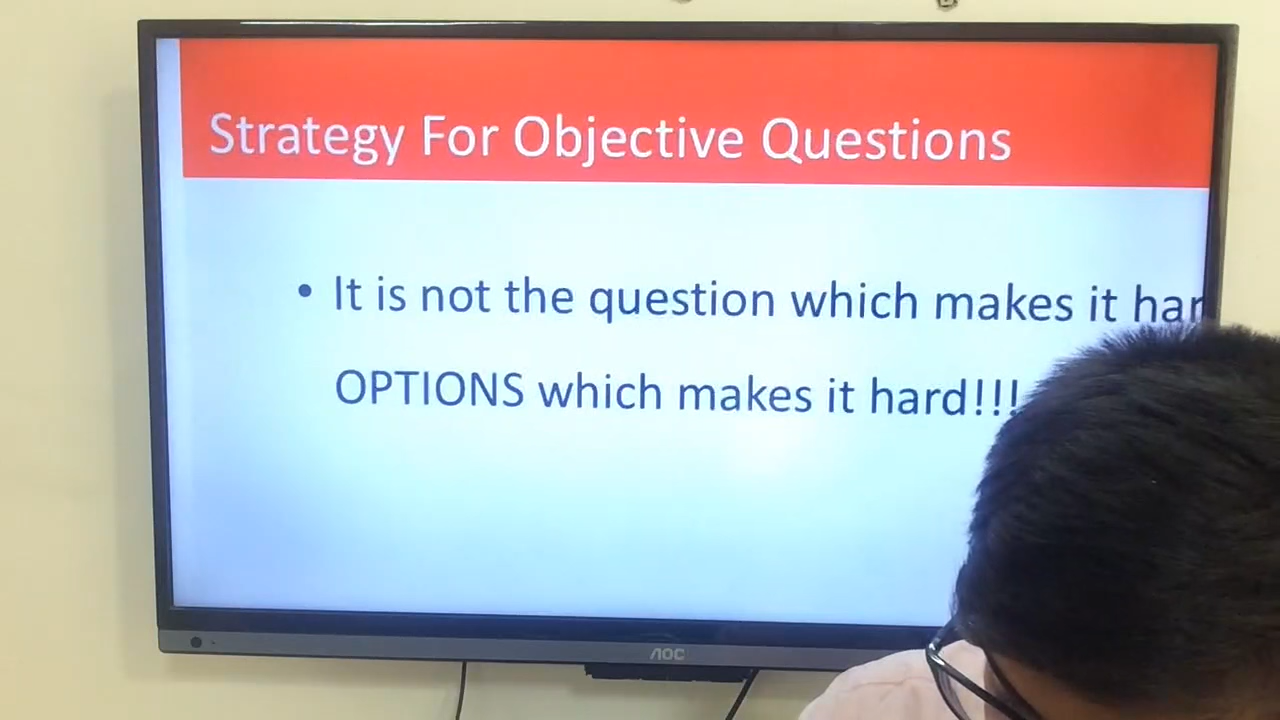 Strategy For Objective Questions
• It is not the question which makes it
OPTIONS which makes it hard!!!
AOC